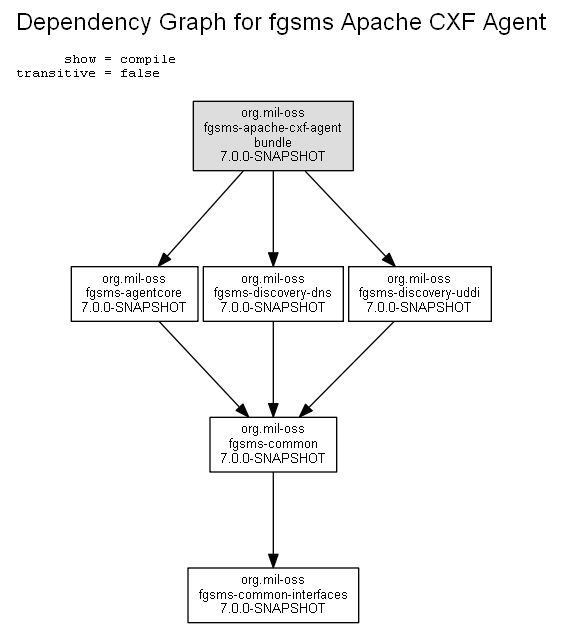 Dependency Graph for fgsms Apache CXF Agent
show = compile
transitive = false
org.mil-oss
fgsms-apache-cxf-agent
bundle
7.0.0-SNAPSHOT
org.mil-oss
fgsms-agentcore
7.0.0-SNAPSHOT
org.mil-oss
fgsms-discovery-dns
7.0.0-SNAPSHOT
org.mil-oss
fgsms-discovery-uddi
7.0.0-SNAPSHOT
org.mil-oss
fgsms-common
7.0.0-SNAPSHOT
org.mil-oss
fgsms-common-interfaces
7.0.0-SNAPSHOT